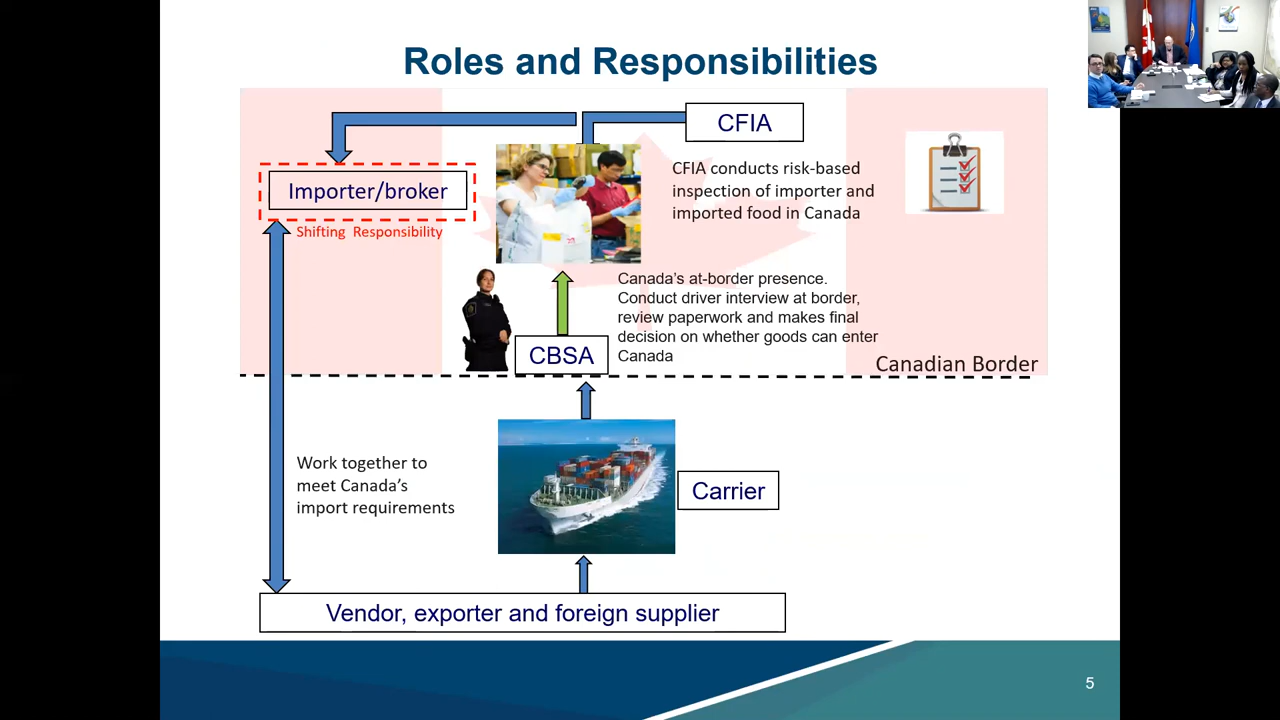 Roles and Responsibilities
CFIA
Importer/broker
Shifting Responsibility
CFIA conducts risk-based
inspection of importer and
imported food in Canada
Canada's at-border presence.
Conduct driver interview at border,
review paperwork and makes final
decision on whether goods can enter
Canada
CBSA
Canadian Border
Work together to
meet Canada's
import requirements
Carrier
Vendor, exporter and foreign supplier
5